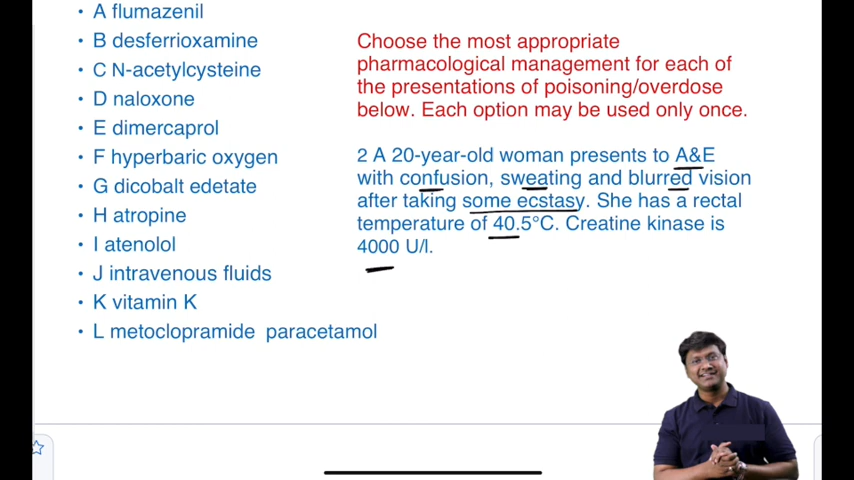 • A flumazenil
• B desferrioxamine
• C N-acetylcysteine
• D naloxone
• E dimercaprol
• F hyperbaric oxygen
• G dicobalt edetate
• H atropine
• I atenolol
• J intravenous fluids
• K vitamin K
• L metoclopramide  paracetamol
Choose the most appropriate
pharmacological management for each of
the presentations of poisoning/overdose
below. Each option may be used only once.
2 A 20-year-old woman presents to A&E
with confusion, sweating and blurred vision
after taking some ecstasy. She has a rectal
temperature of 40.5°C. Creatine kinase is
4000 U/l.